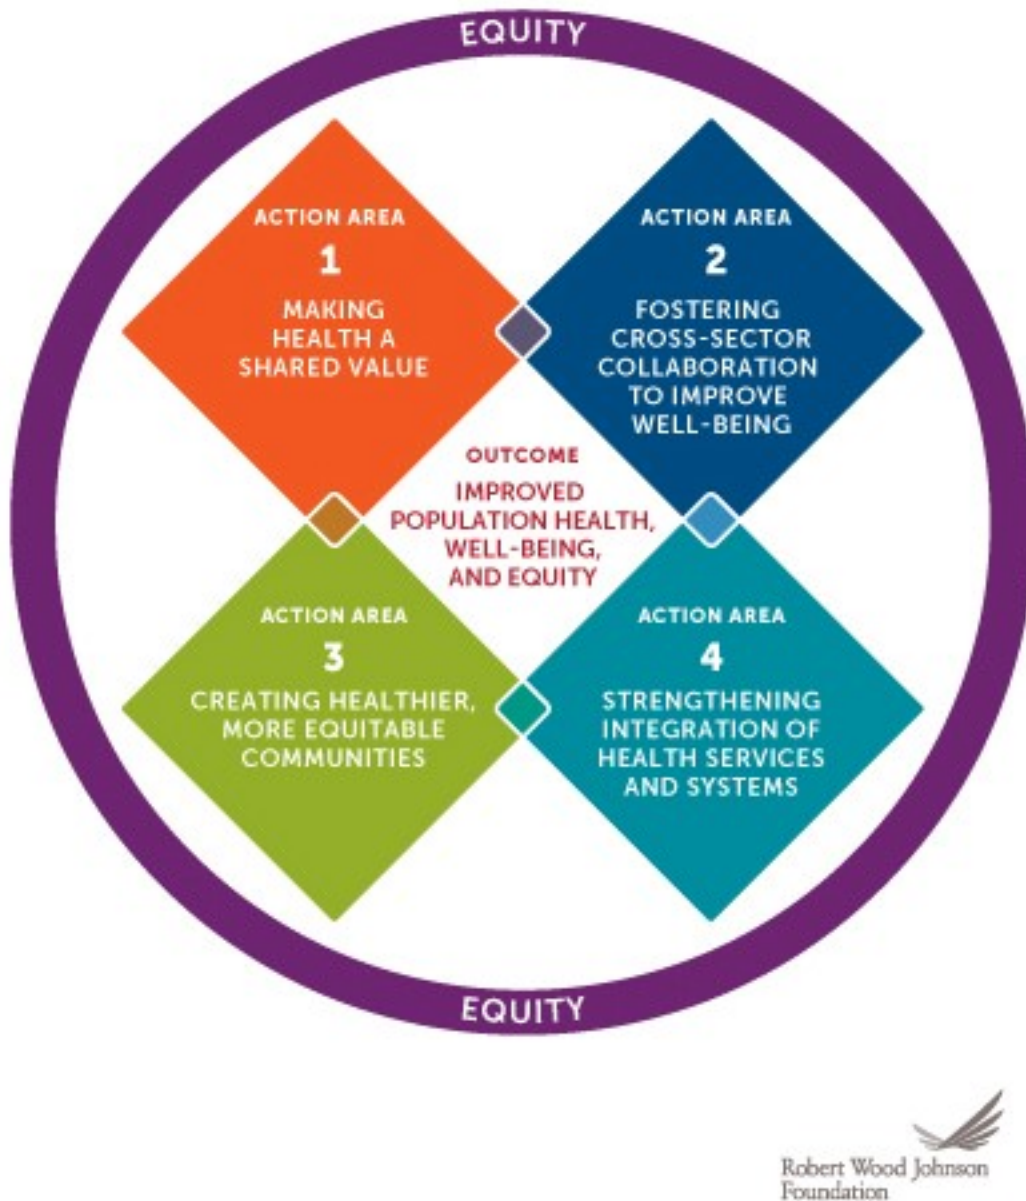 EQUITY
ACTION AREA
1
MAKING
HEALTH A
SHARED VALUE
ACTION AREA
2
FOSTERING
CROSS-SECTOR
COLLABORATION
TO IMPROVE
WELL-BEING
OUTCOME
IMPROVED
POPULATION HEALTH,
WELL-BEING,
AND EQUITY
ACTION AREA
3
CREATING HEALTHIER,
MORE EQUITABLE
COMMUNITIES
ACTION AREA
4
STRENGTHENING
INTEGRATION OF
HEALTH SERVICES
AND SYSTEMS
EQUITY
Robert Wood Johnson
Foundation